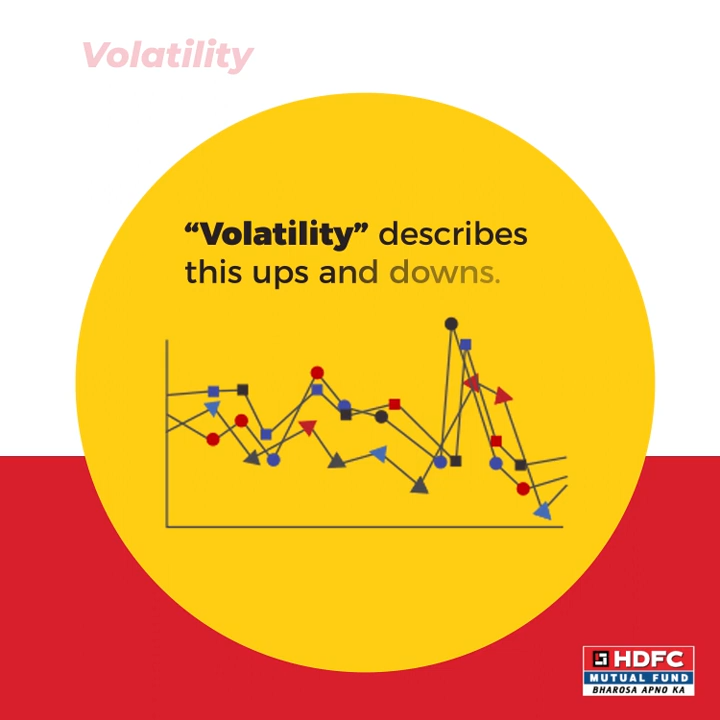 Volatility
“Volatility” describes
this ups and downs.
HDFC
MUTUAL FUND
BHAROSA APNO KA